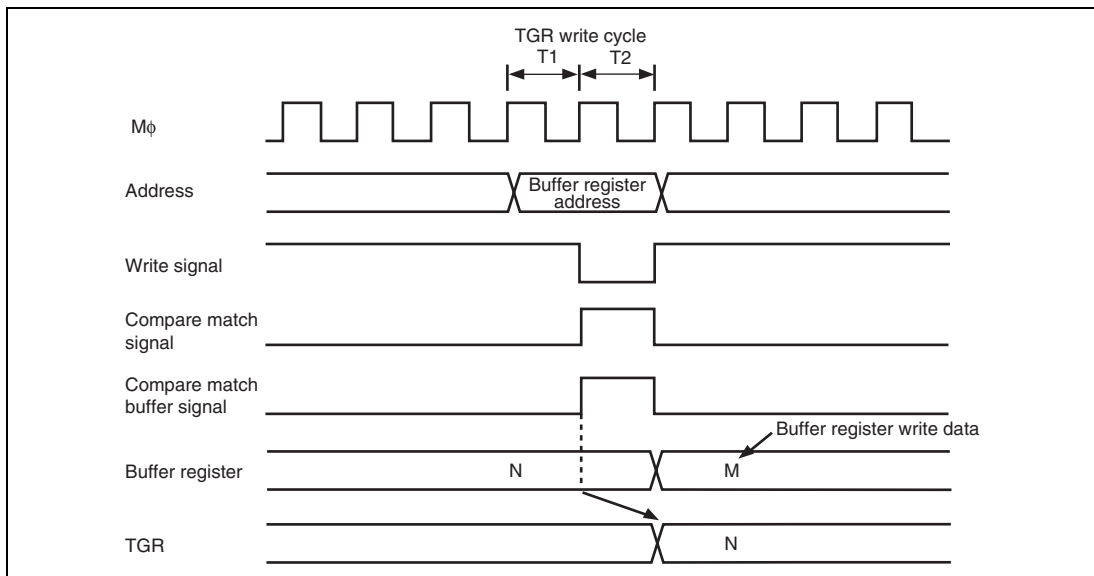 TGR write cycle
T1 T2
Mϕ
Address
Buffer register
address
Write signal
Compare match
signal
Compare match
buffer signal
Buffer register write data
Buffer register
N M
TGR
N